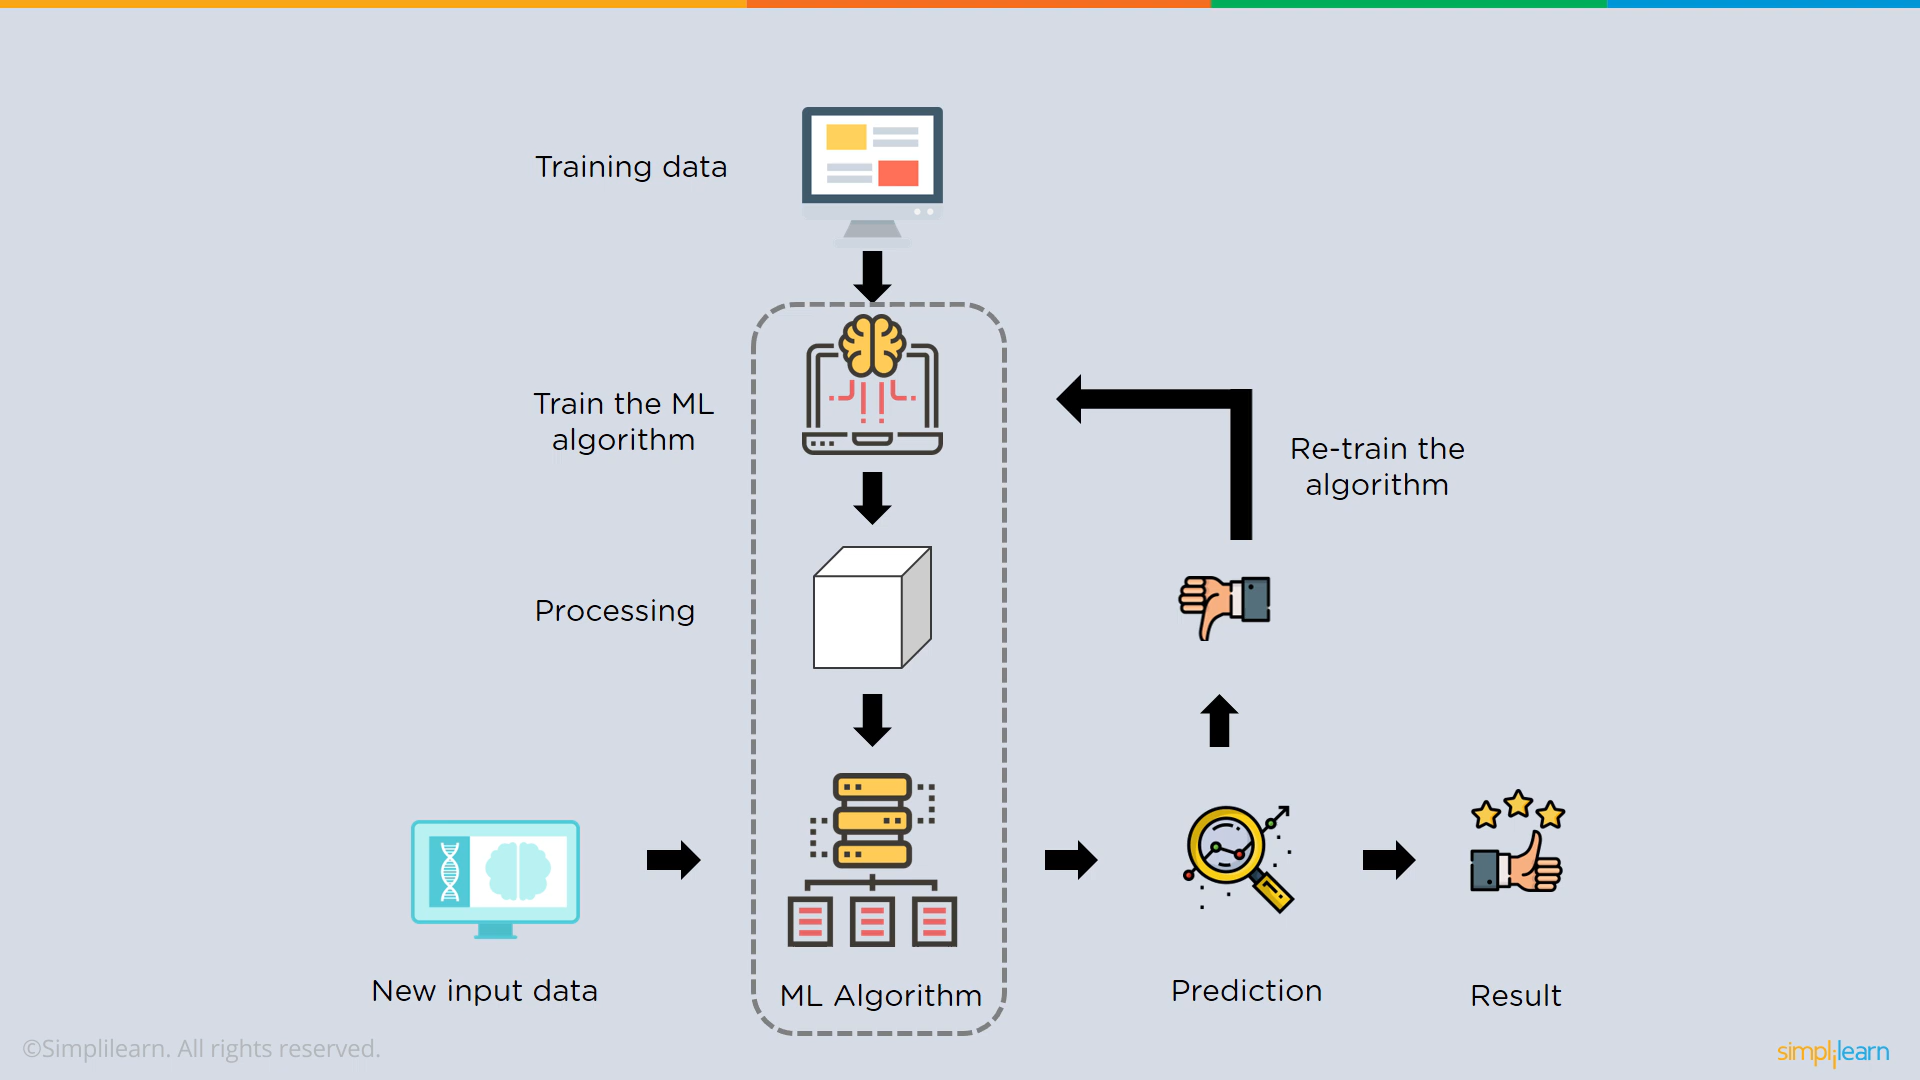 Training data
Train the ML
algorithm
Re-train the
algorithm
Processing
New input data
ML Algorithm
Prediction
Result
©Simplilearn. All rights reserved.
simplilearn